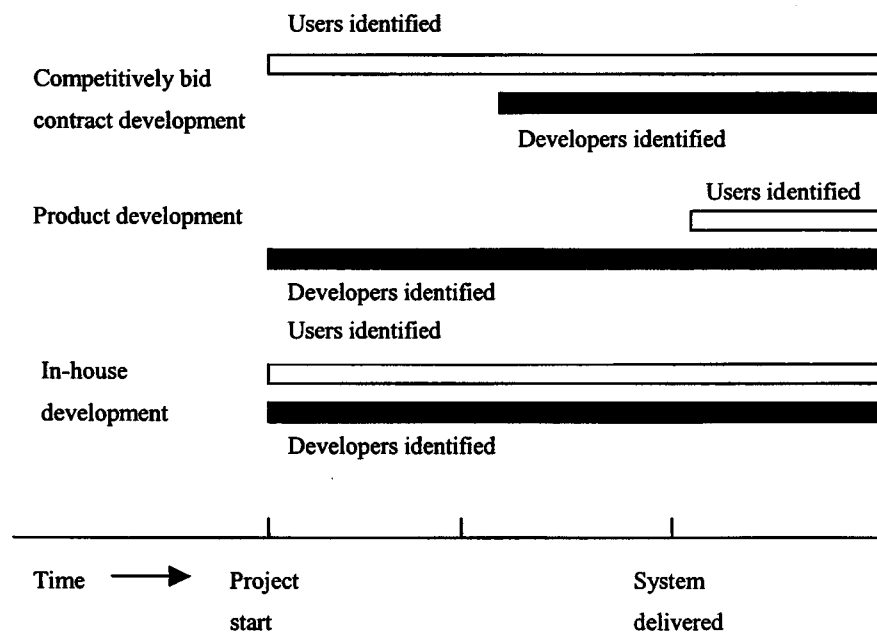 Users identified
Competitively bid
contract development
Developers identified
Users identified
Product development
Developers identified
Users identified
In-house
development
Developers identified
Time
Project
start
System
delivered